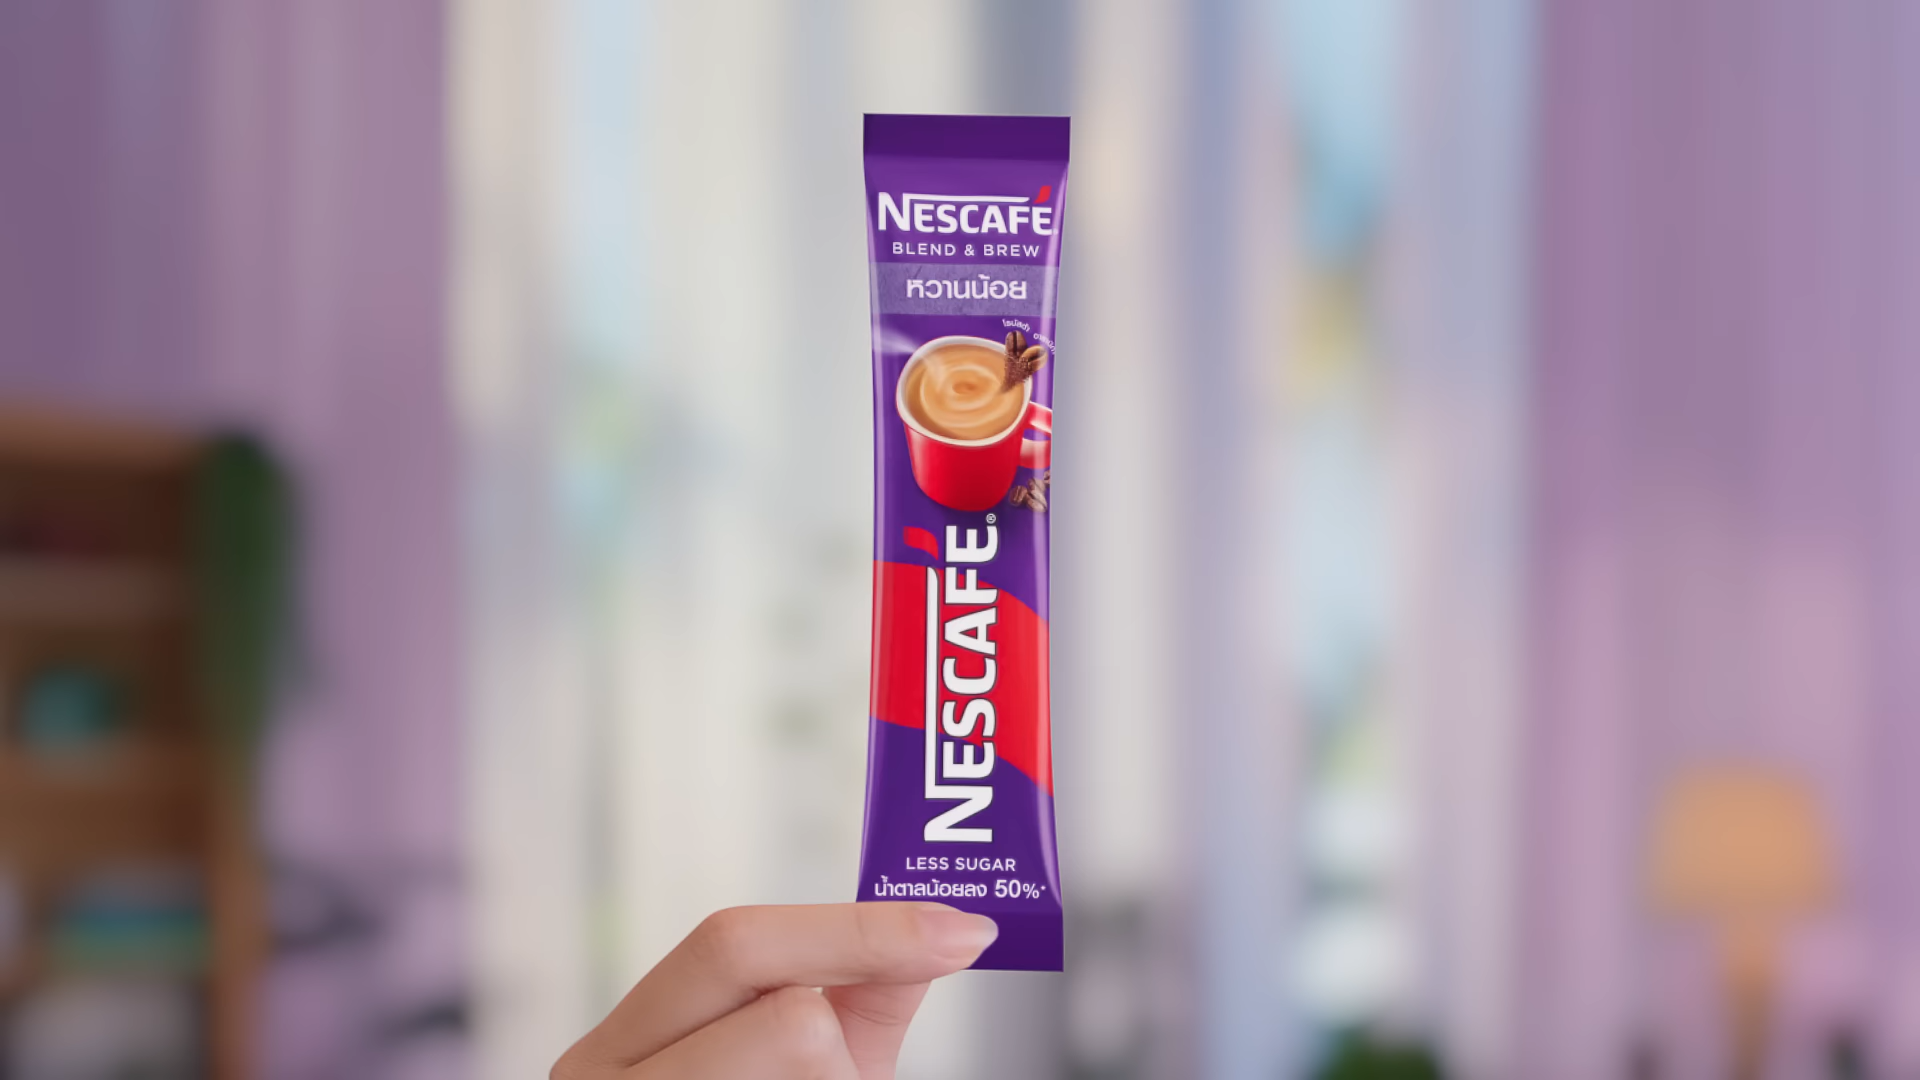 NESCAFÉ
BLEND & BREW
หวานน้อย
NESCAFÉ®
LESS SUGAR
น้ำตาลน้อยลง 50%*